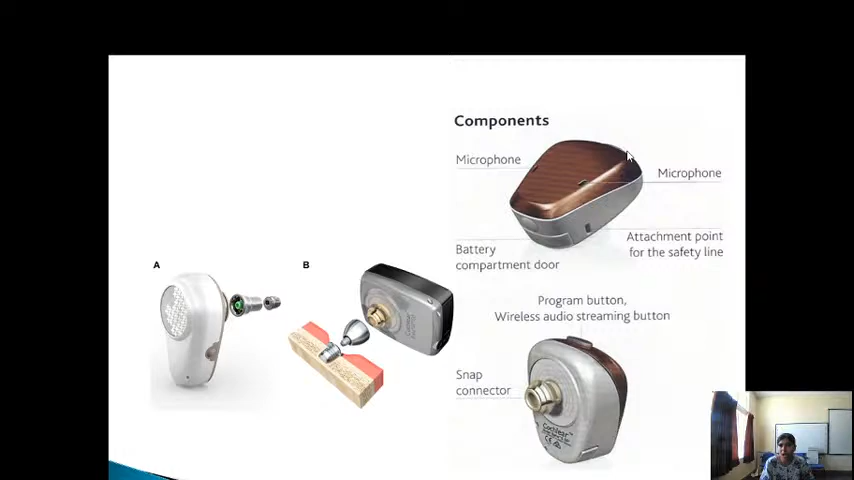 Components
Microphone
Microphone
Battery
compartment door
Attachment point
for the safety line
A
B
Program button,
Wireless audio streaming button
Snap
connector
Cochlear